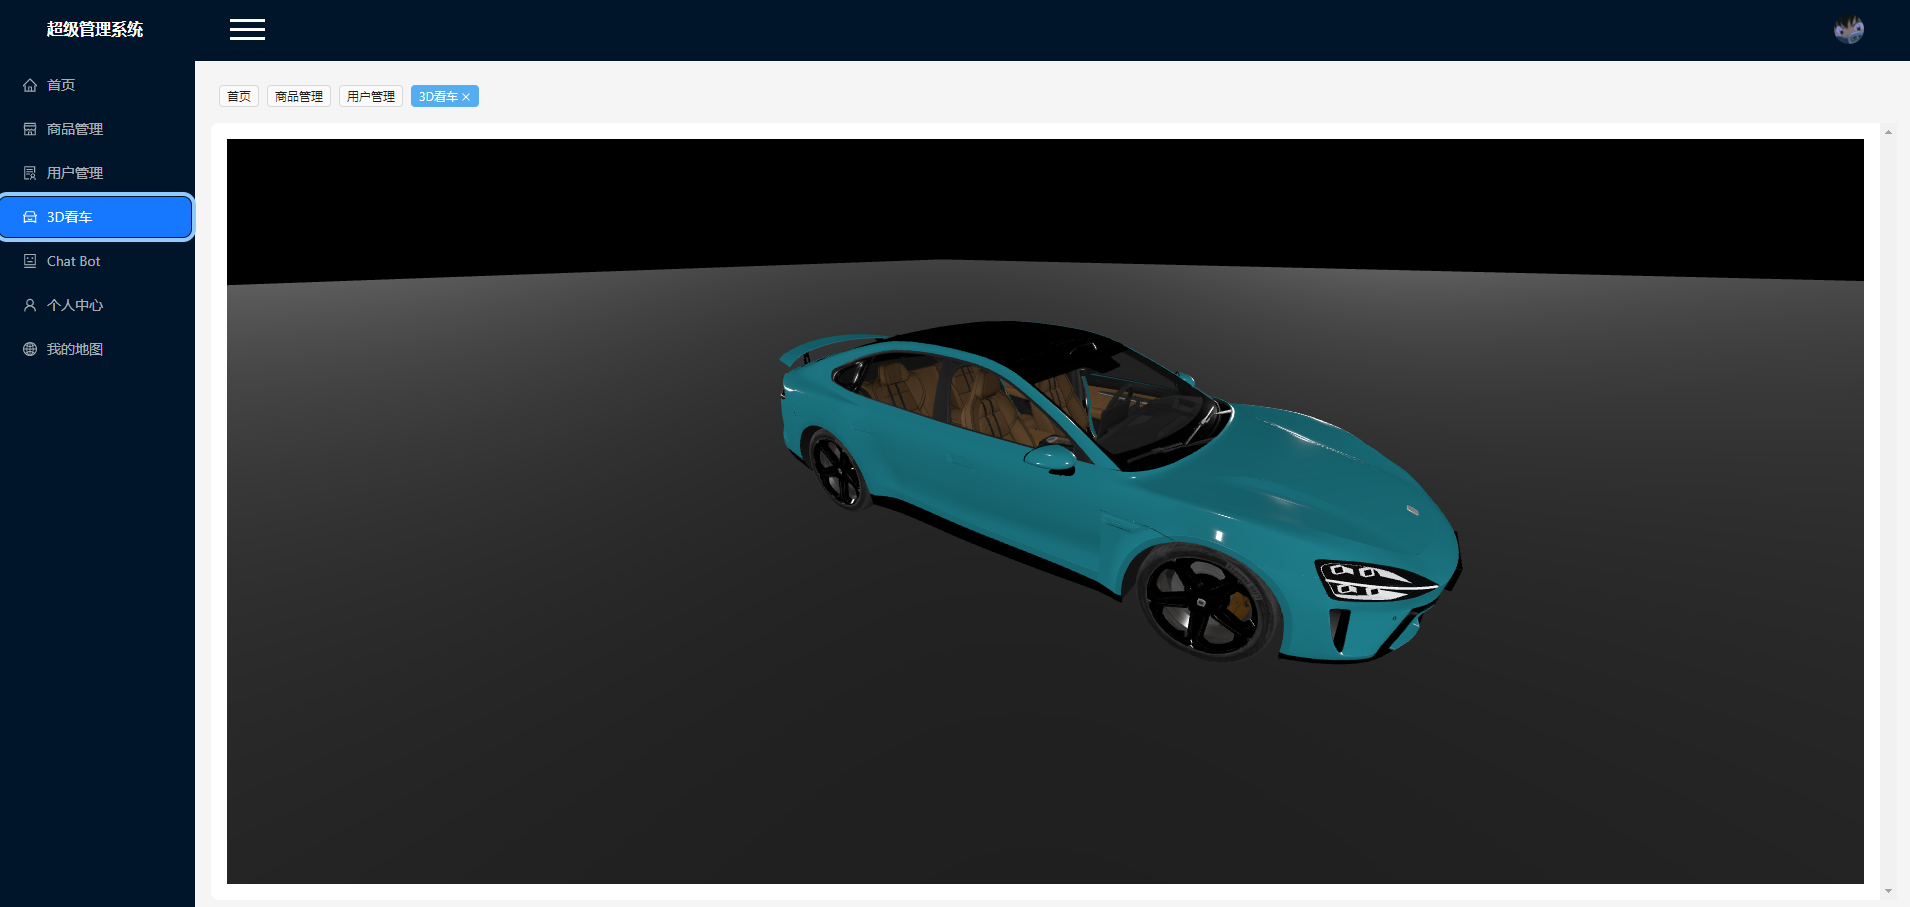 超级管理系统
首页
商品管理
用户管理
3D看车
Chat Bot
个人中心
我的地图
首页
商品管理
用户管理
3D看车